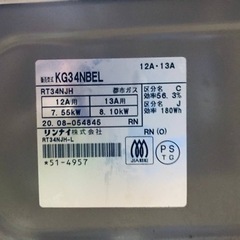 12A・13A
KG34NBEL
RT34NJH 都市ガス 区分名 C
12A用 13A用 効率 57.5%
7.55kW 8.10kW 区分名 J
20.08-054845 RN 効率 180Wh
リンナイ株式会社 RN(O)
RT34NJH-L
*51-4957
JIA
PS
TG